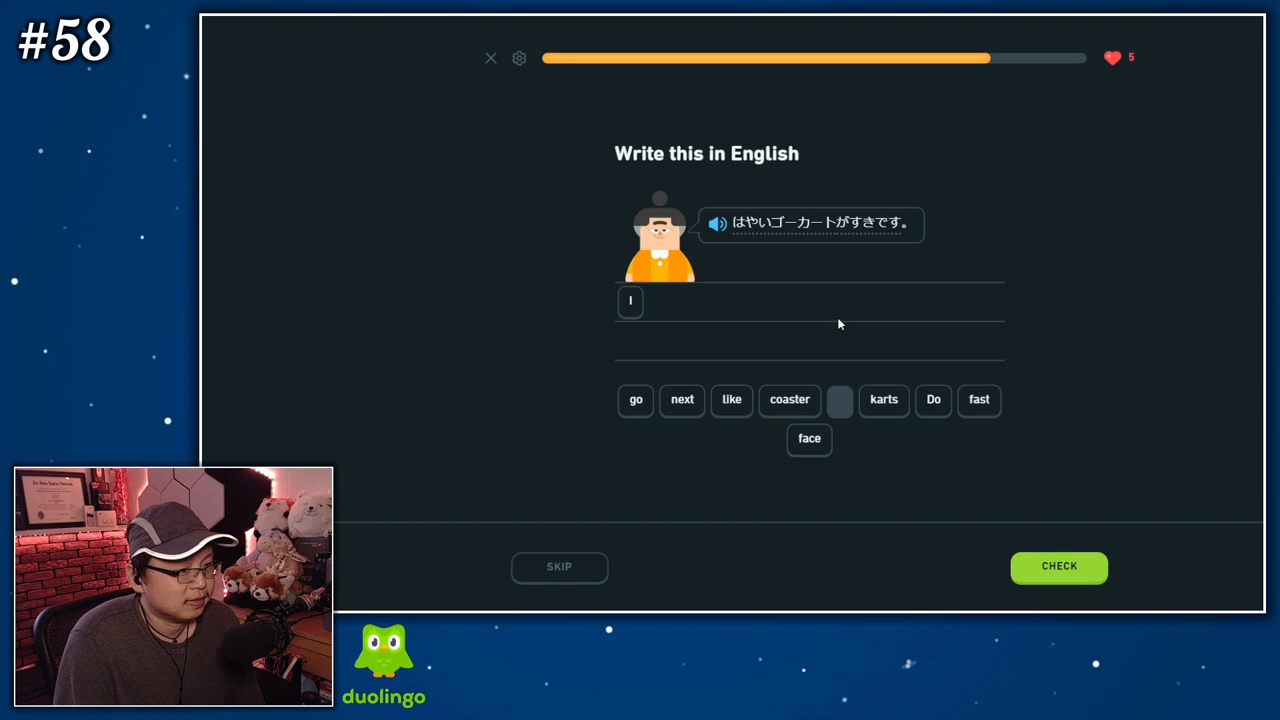 #58
5
Write this in English
はやいゴーカートがすきです。
I
go next like coaster karts Do fast
face
SKIP CHECK
duolingo